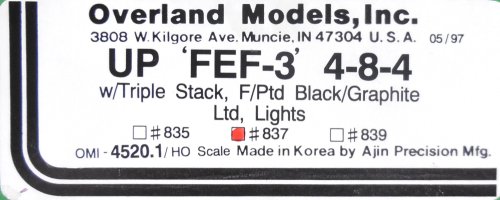 Overland Models, Inc.
3808 W. Kilgore Ave. Muncie, IN 47304 U.S.A. 05/97
UP 'FEF-3' 4-8-4
w/Triple Stack, F/Ptd Black/Graphite
Ltd, Lights
☐#835 ☒#837 ☐#839
OMI-4520.1/HO Scale Made in Korea by Ajin Precision Mfg.